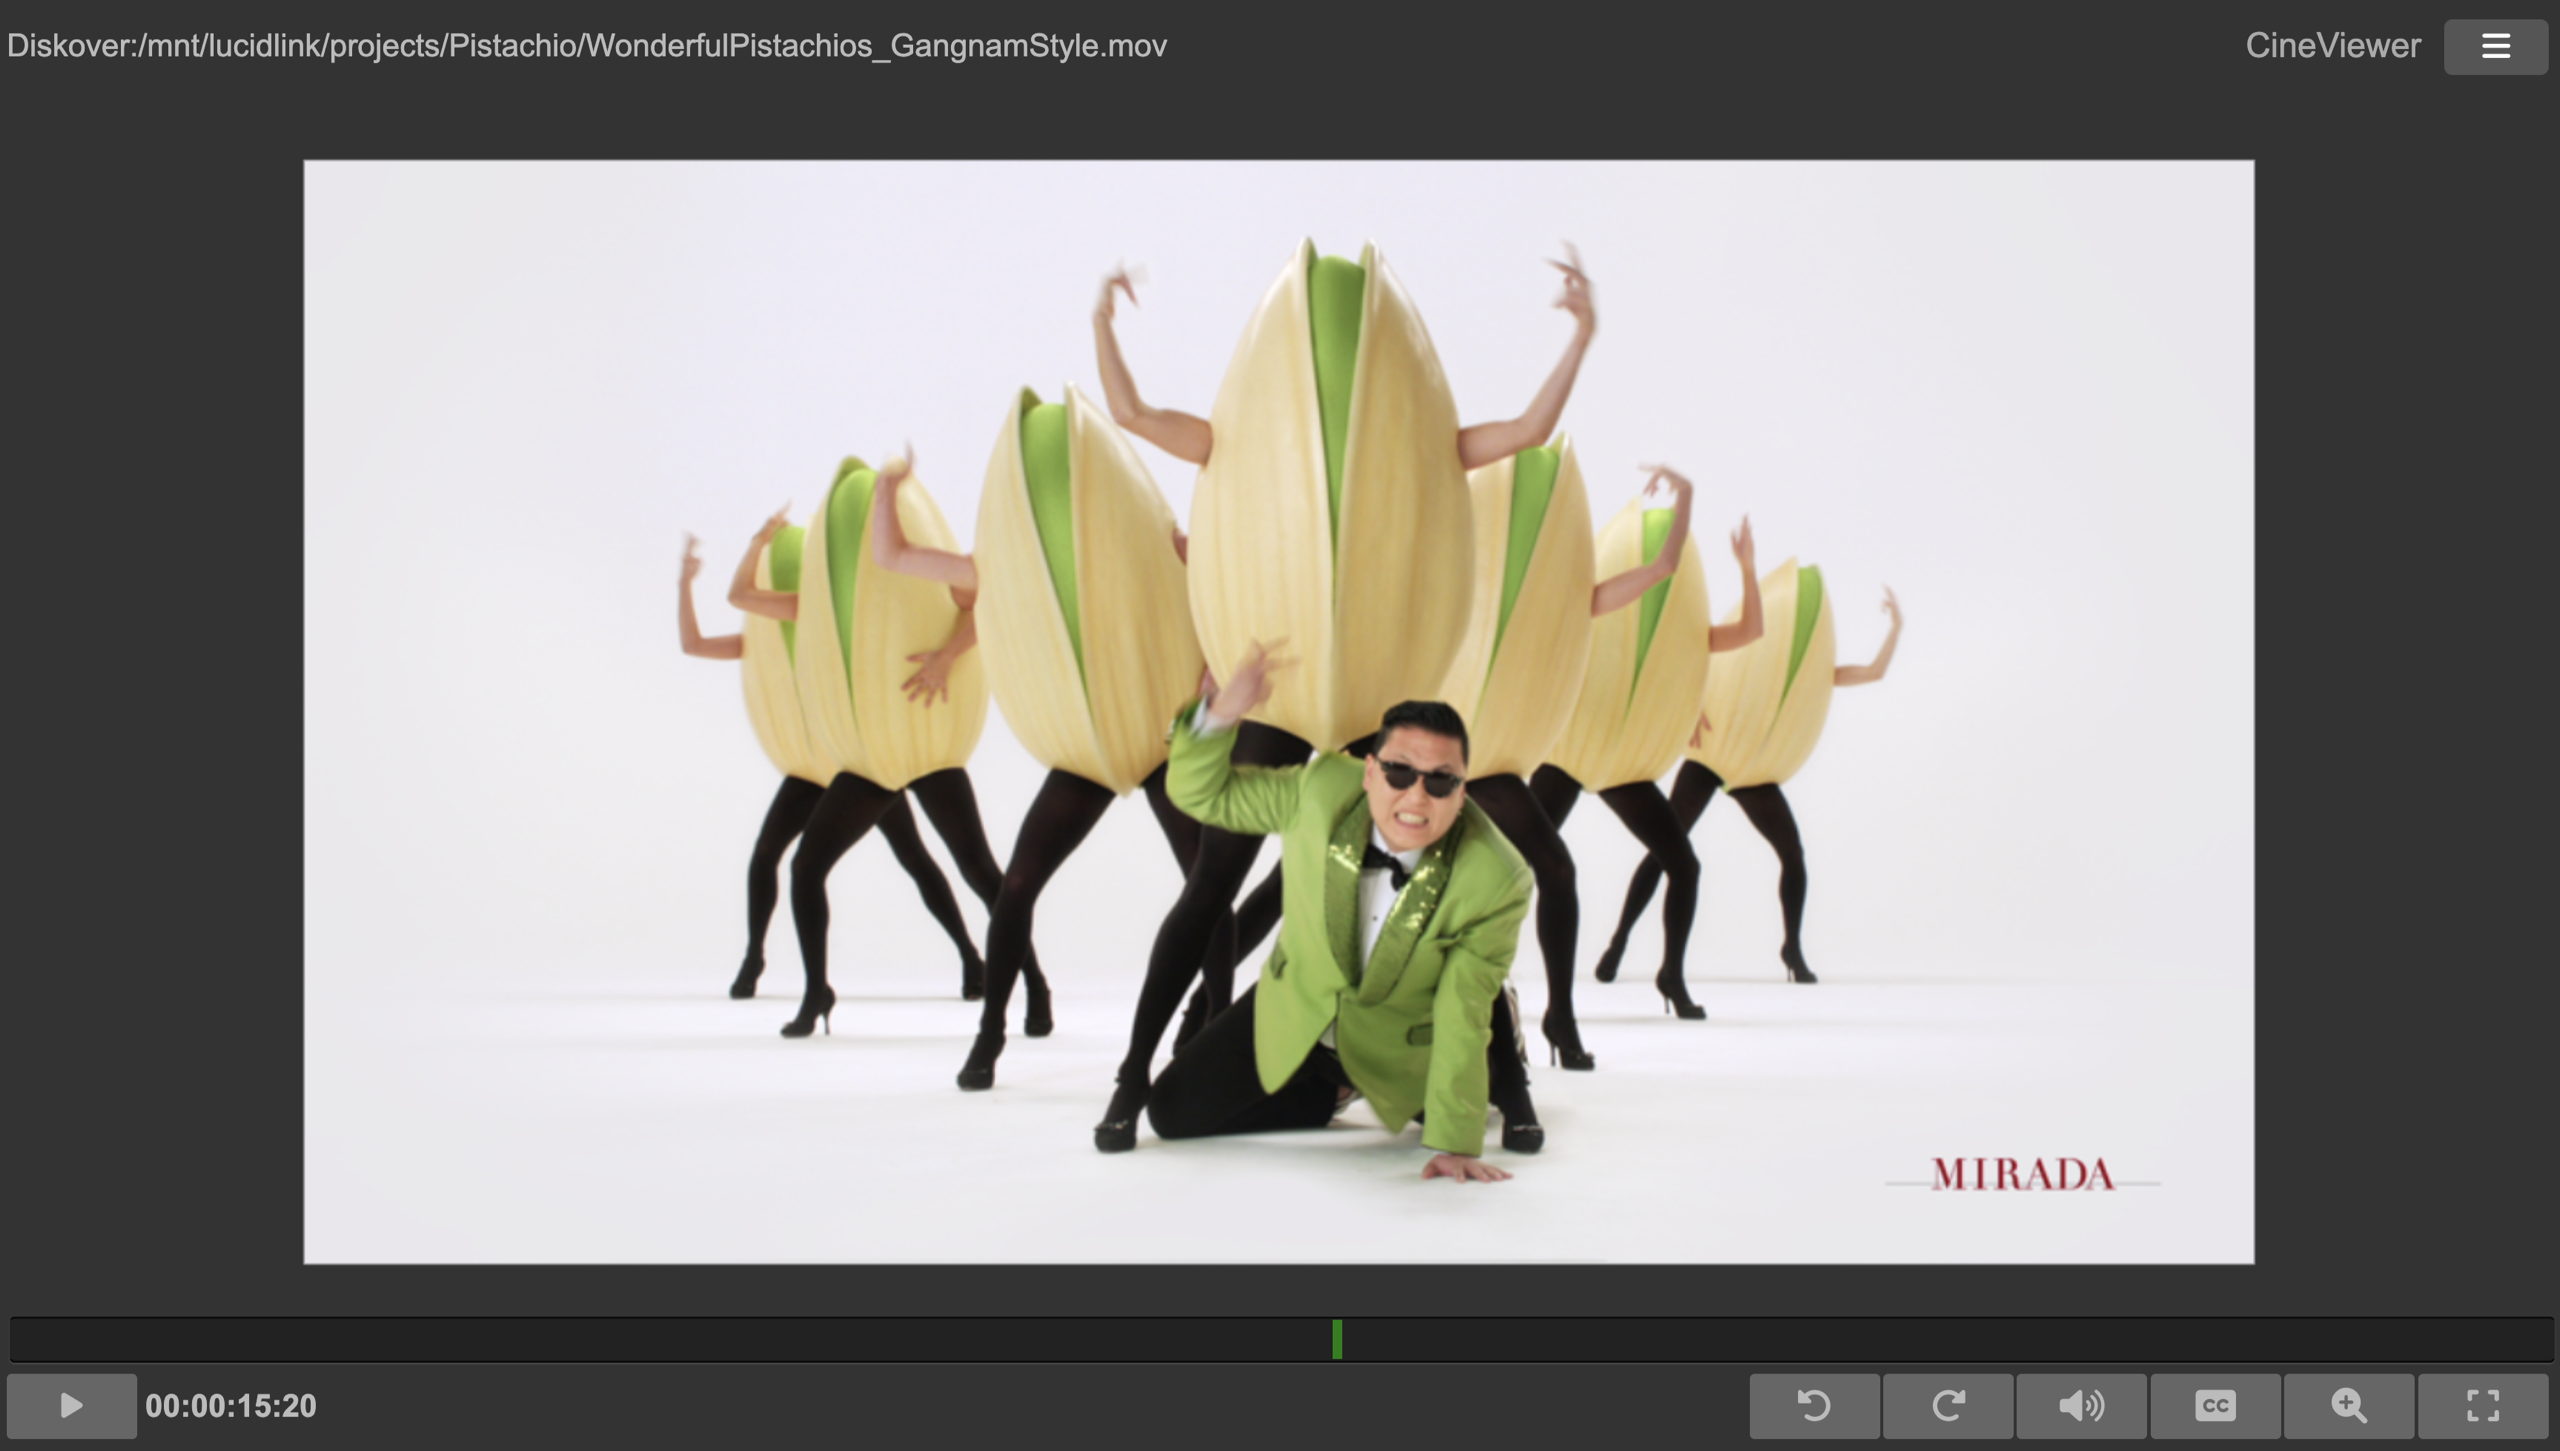 Diskover:/mnt/lucidlink/projects/Pistachio/WonderfulPistachios_GangnamStyle.mov
CineViewer
MIRADA
00:00:15:20
CC